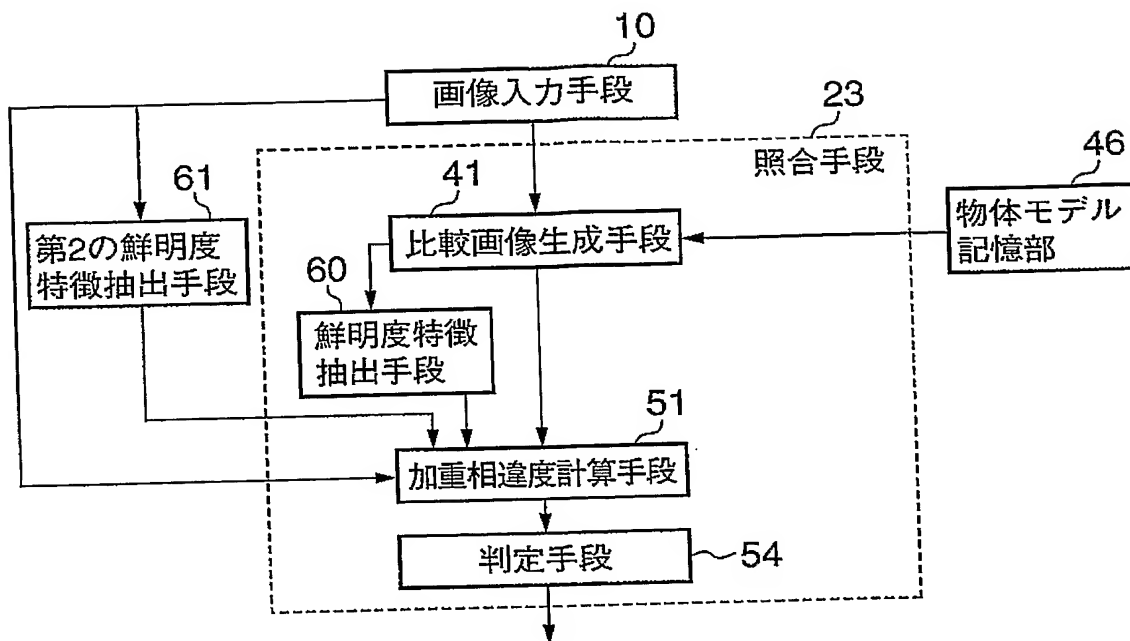 10
画像入力手段
23
照合手段
61
第2の鮮明度
特徴抽出手段
41
比較画像生成手段
46
物体モデル
記憶部
60
鮮明度特徴
抽出手段
51
加重相違度計算手段
判定手段
54